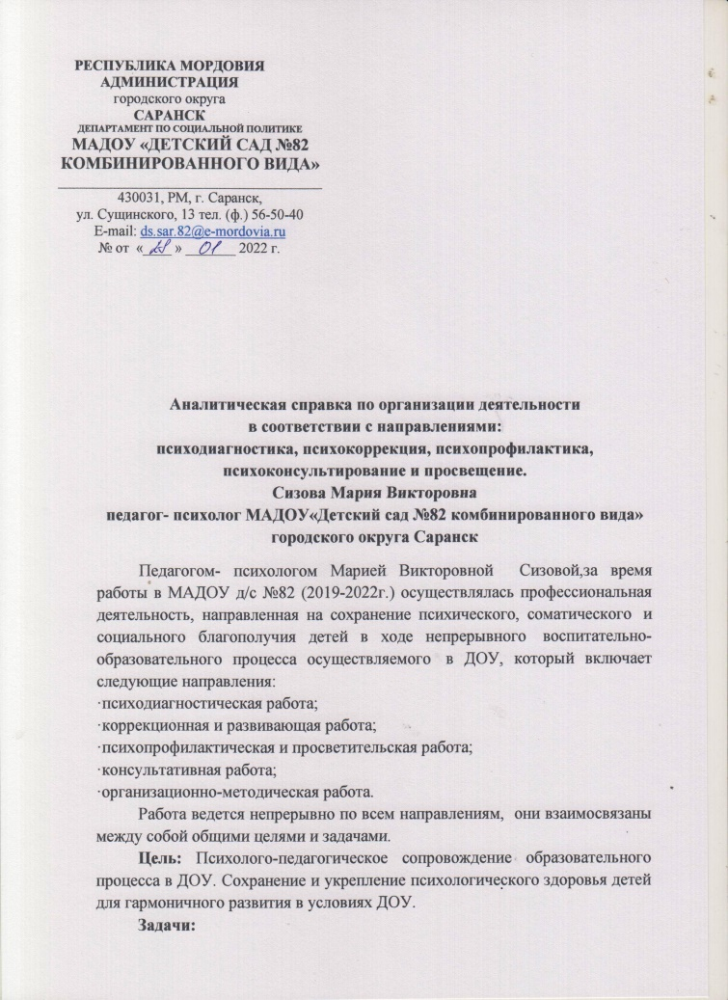 РЕСПУБЛИКА МОРДОВИЯ
АДМИНИСТРАЦИЯ
городского округа
САРАНСК
ДЕПАРТАМЕНТ ПО СОЦИАЛЬНОЙ ПОЛИТИКЕ
МАДОУ «ДЕТСКИЙ САД №82
КОМБИНИРОВАННОГО ВИДА»
430031, РМ, г. Саранск,
ул. Сущинского, 13 тел. (ф.) 56-50-40
E-mail: ds.sar.82@e-mordovia.ru
№ от « » 01 2022 г.
Аналитическая справка по организации деятельности
в соответствии с направлениями:
психодиагностика, психокоррекция, психопрофилактика,
психоконсультирование и просвещение.
Сизова Мария Викторовна
педагог- психолог МАДОУ«Детский сад №82 комбинированного вида»
городского округа Саранск
Педагогом- психологом Марией Викторовной Сизовой,за время
работы в МАДОУ д/с №82 (2019-2022г.) осуществлялась профессиональная
деятельность, направленная на сохранение психического, соматического и
социального благополучия детей в ходе непрерывного воспитательно-
образовательного процесса осуществляемого в ДОУ, который включает
следующие направления:
·психодиагностическая работа;
·коррекционная и развивающая работа;
·психопрофилактическая и просветительская работа;
·консультативная работа;
·организационно-методическая работа.
Работа ведется непрерывно по всем направлениям, они взаимосвязаны
между собой общими целями и задачами.
Цель: Психолого-педагогическое сопровождение образовательного
процесса в ДОУ. Сохранение и укрепление психологического здоровья детей
для гармоничного развития в условиях ДОУ.
Задачи: